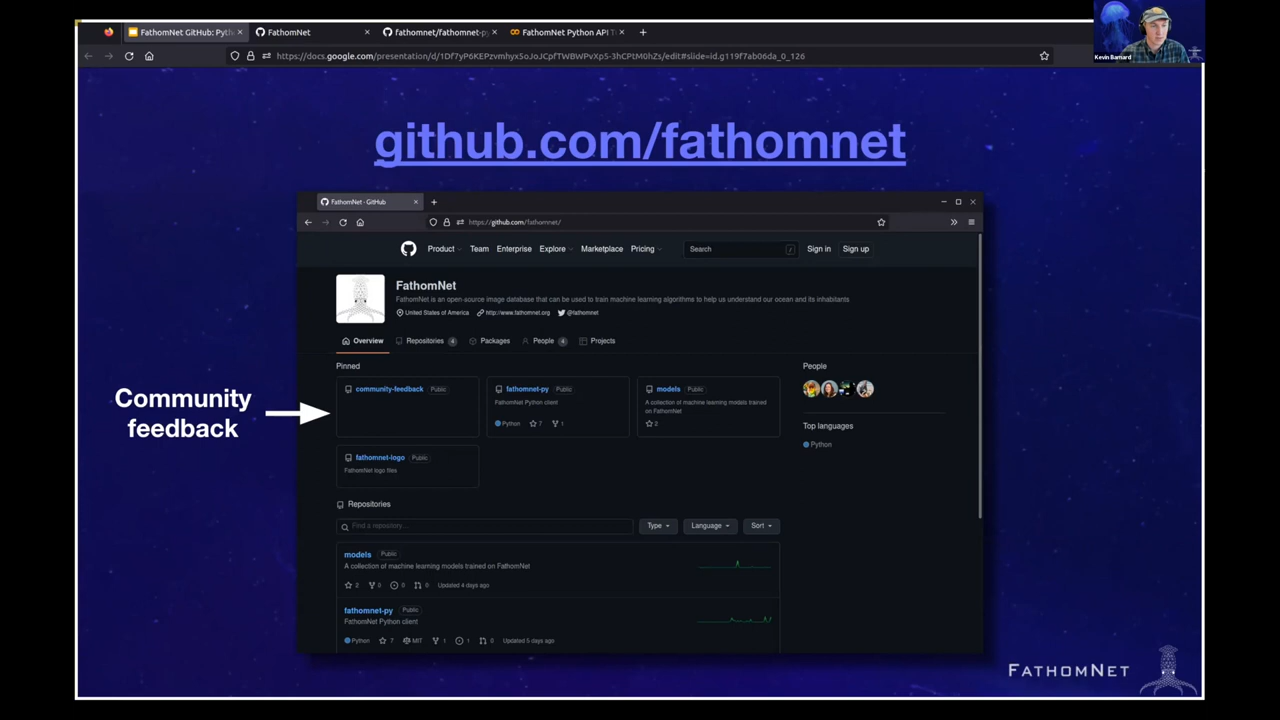 FathomNet GitHub: Pyth
FathomNet
fathomnet/fathomnet-py
FathomNet Python API T
https://docs.google.com/presentation/d/1Df7yP6KEPzvmhyx5oJoJCpfTWBWPvXp5-3hCPtM0hZs/edit#slide=id.g119f7ab06da_0_126
Kevin Barnard
github.com/fathomnet
FathomNet · GitHub
https://github.com/fathomnet/
Product Team Enterprise Explore Marketplace Pricing Search / Sign in Sign up
FathomNet
FathomNet is an open-source image database that can be used to train machine learning algorithms to help us understand our ocean and its inhabitants
United States of America http://www.fathomnet.org @fathomnet
Overview Repositories 4 Packages People 4 Projects
Pinned
community-feedback Public
fathomnet-py Public
FathomNet Python client
Python 7 1
models Public
A collection of machine learning models trained
on FathomNet
2
fathomnet-logo Public
FathomNet logo files
People
Top languages
Python
Community
feedback
Repositories
Find a repository…
Type Language Sort
models Public
A collection of machine learning models trained on FathomNet
2 0 0 0 Updated 4 days ago
fathomnet-py Public
FathomNet Python client
Python 7 MIT 1 1 0 Updated 5 days ago
FATHOMNET